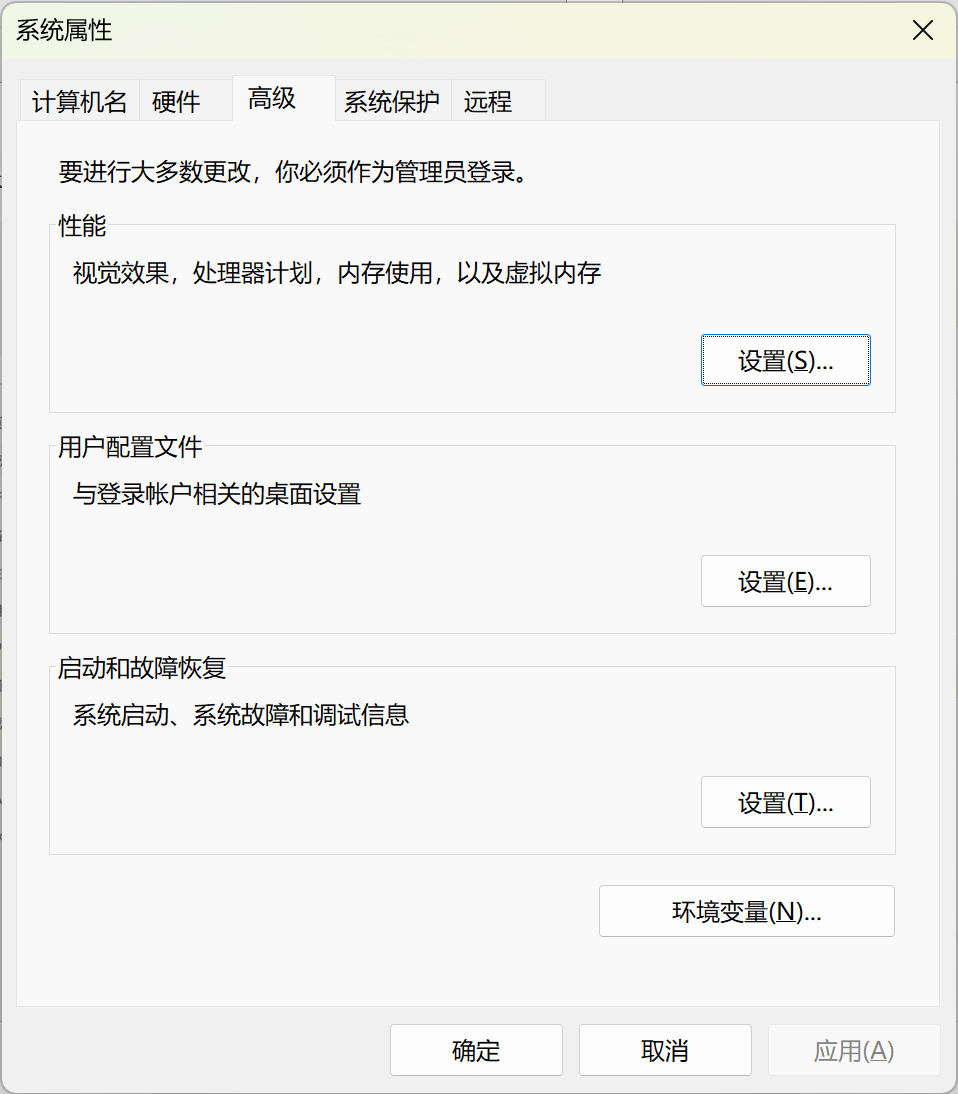 系统属性
计算机名 硬件 高级 系统保护 远程
要进行大多数更改，你必须作为管理员登录。
性能
视觉效果，处理器计划，内存使用，以及虚拟内存
设置(S)...
用户配置文件
与登录帐户相关的桌面设置
设置(E)...
启动和故障恢复
系统启动、系统故障和调试信息
设置(T)...
环境变量(N)...
确定 取消 应用(A)